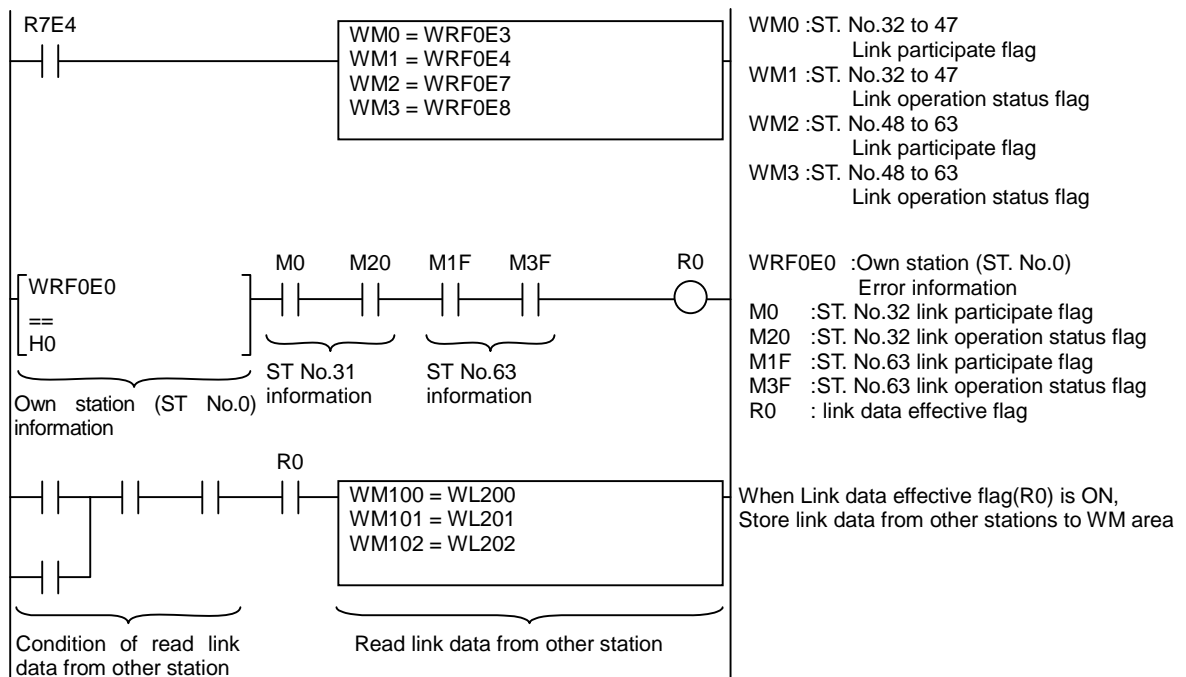 R7E4
WM0 = WRF0E3
WM1 = WRF0E4
WM2 = WRF0E7
WM3 = WRF0E8
WM0 :ST. No.32 to 47
Link participate flag
WM1 :ST. No.32 to 47
Link operation status flag
WM2 :ST. No.48 to 63
Link participate flag
WM3 :ST. No.48 to 63
Link operation status flag
M0 M20 M1F M3F R0
WRF0E0
==
H0
ST No.31
information
ST No.63
information
Own station (ST No.0)
information
WRF0E0 :Own station (ST. No.0)
Error information
M0 :ST. No.32 link participate flag
M20 :ST. No.32 link operation status flag
M1F :ST. No.63 link participate flag
M3F :ST. No.63 link operation status flag
R0 : link data effective flag
R0
WM100 = WL200
WM101 = WL201
WM102 = WL202
When Link data effective flag(R0) is ON,
Store link data from other stations to WM area
Condition of read link
data from other station
Read link data from other station